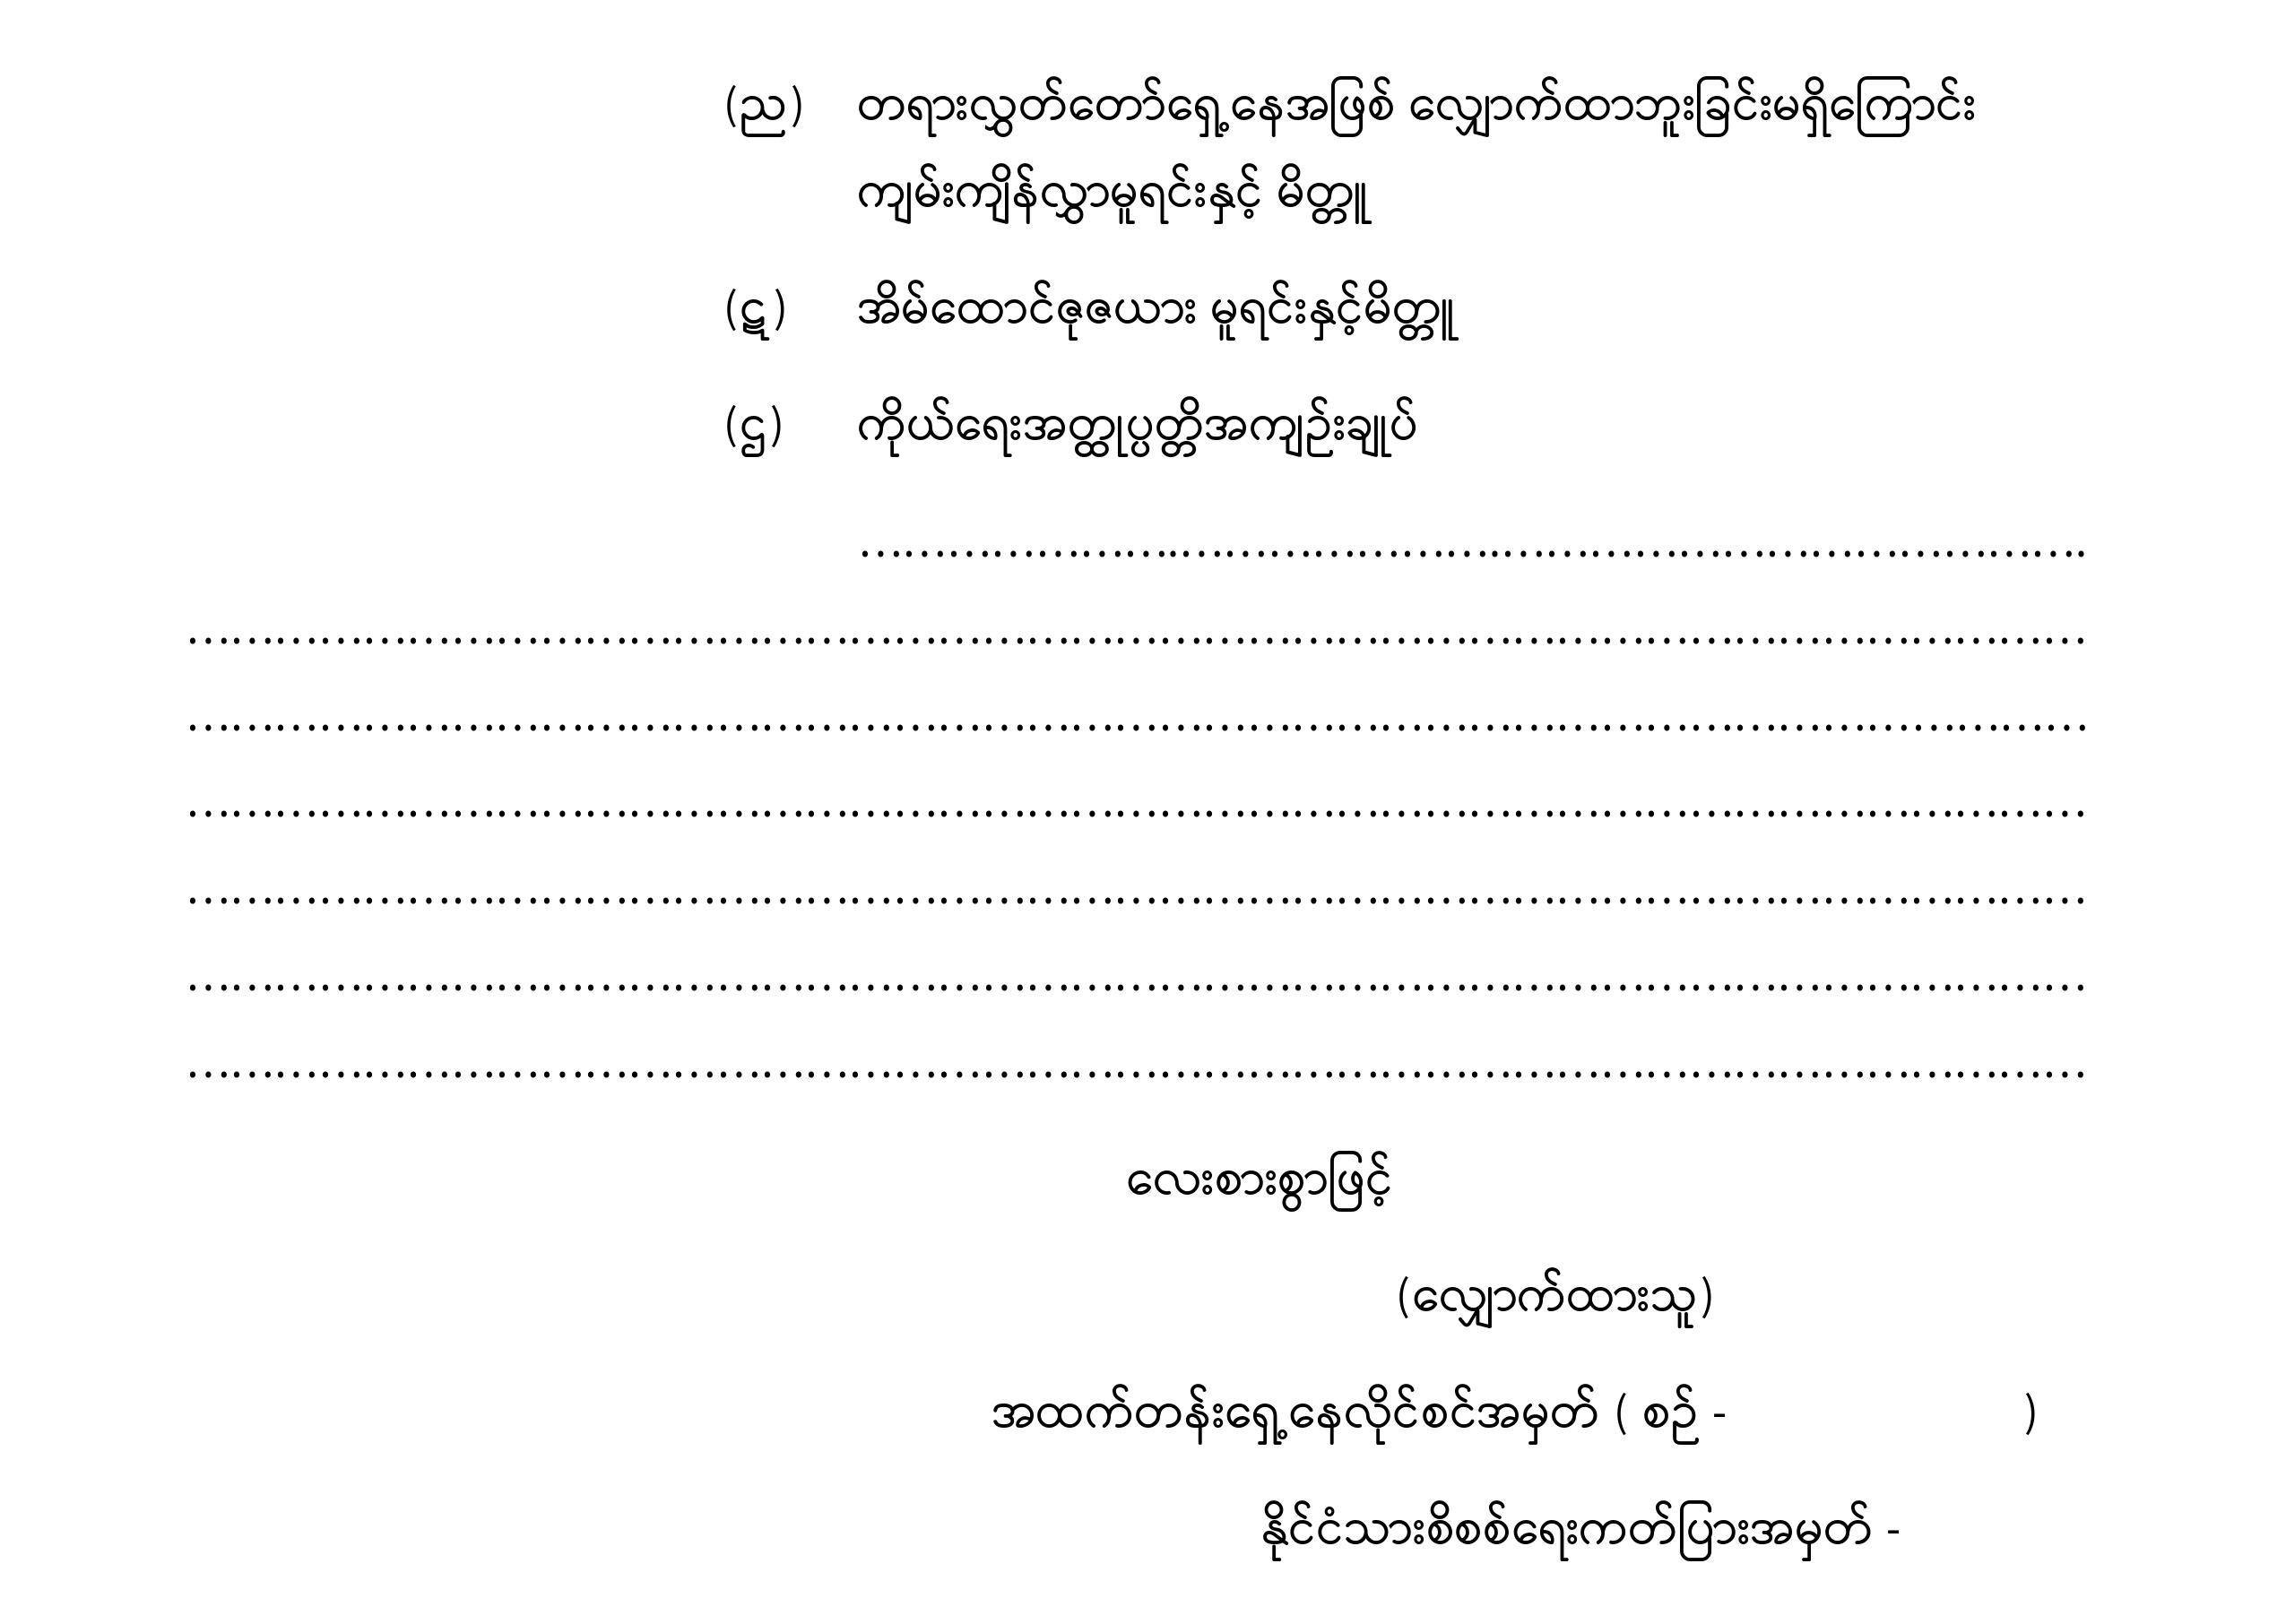 (ည) တရားလွှတ်တော်ရှေ့နေအဖြစ် လျှောက်ထာဘူးခြင်းမရှိကြောင်း
ကျမ်းကျိန်လွှာမူရင်းနှင့် မိတ္တူ
(ဋ) အိမ်ထောင်ဇုဇယား မူရင်းနှင့်မိတ္တူ
(ဌ) ကိုယ်ရေးအတ္ထုပ္ပတ္တိအကျဉ်းချုပ်
................................................................................
................................................................................................................................
................................................................................................................................
................................................................................................................................
................................................................................................................................
................................................................................................................................
................................................................................................................................
လေးစားစွာဖြင့်
(လျှောက်ထားသူ)
အထက်တန်းရှေ့နေလိုင်စင်အမှတ် ( စဉ် - )
နိုင်ငံသားစိစစ်ရေးကတ်ပြားအမှတ် -